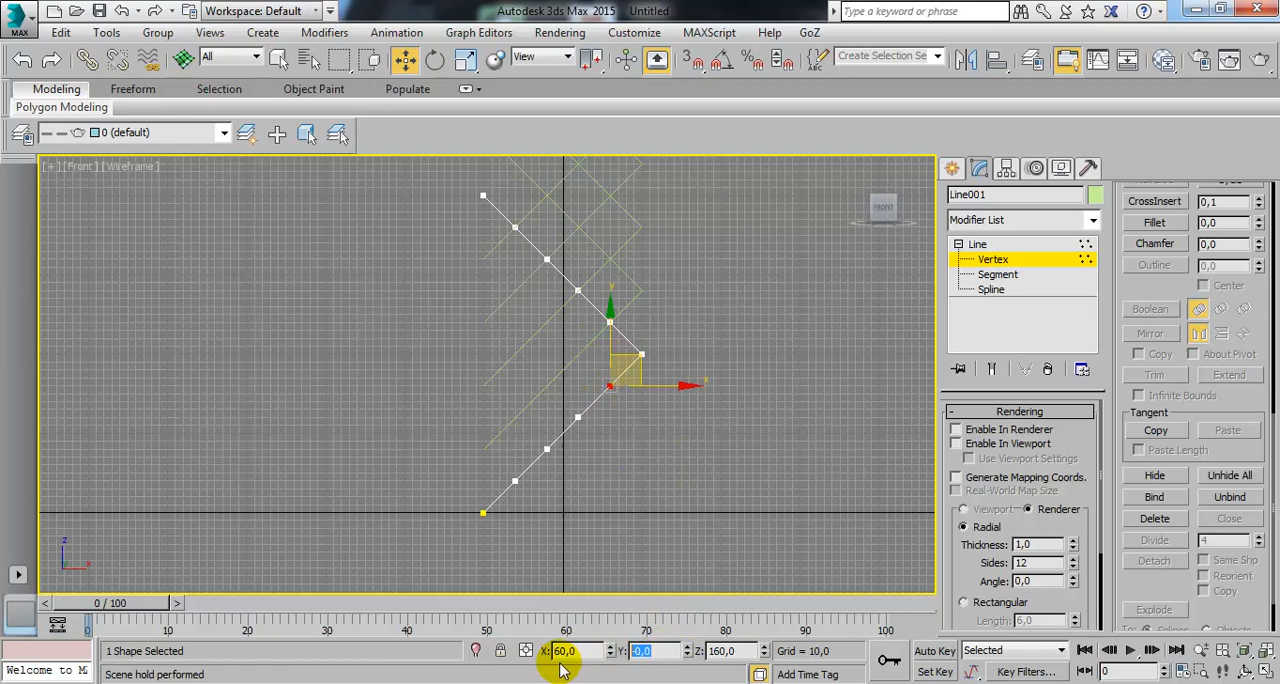 MAX
Workspace: Default
Autodesk 3ds Max 2015
Untitled
Type a keyword or phrase
Edit Tools Group Views Create Modifiers Animation Graph Editors Rendering Customize MAXScript Help GoZ
All
View
Create Selection Se
Modeling Freeform Selection Object Paint Populate
Polygon Modeling
0 (default)
[+][Front][Wireframe]
FRONT
y
x
z
x
Line001
Modifier List
Line
Vertex
Segment
Spline
Rendering
Enable In Renderer
Enable In Viewport
Use Viewport Settings
Generate Mapping Coords.
Real-World Map Size
Viewport Renderer
Radial
Thickness: 1,0
Sides: 12
Angle: 0,0
Rectangular
Length: 6,0
CrossInsert 0,1
Fillet 0,0
Chamfer 0,0
Outline 0,0
Center
Boolean
Mirror
Copy About Pivot
Trim Extend
Infinite Bounds
Tangent
Copy Paste
Paste Length
Hide Unhide All
Bind Unbind
Delete Close
Divide 4
Detach Same Shp
Reorient
Copy
Explode
0 / 100
0 10 20 30 40 50 60 70 80 90 100
1 Shape Selected
X: 60,0 Y: -0,0 Z: 160,0 Grid = 10,0
Auto Key Selected
Welcome to M
Scene hold performed
Add Time Tag
Set Key Key Filters... 0